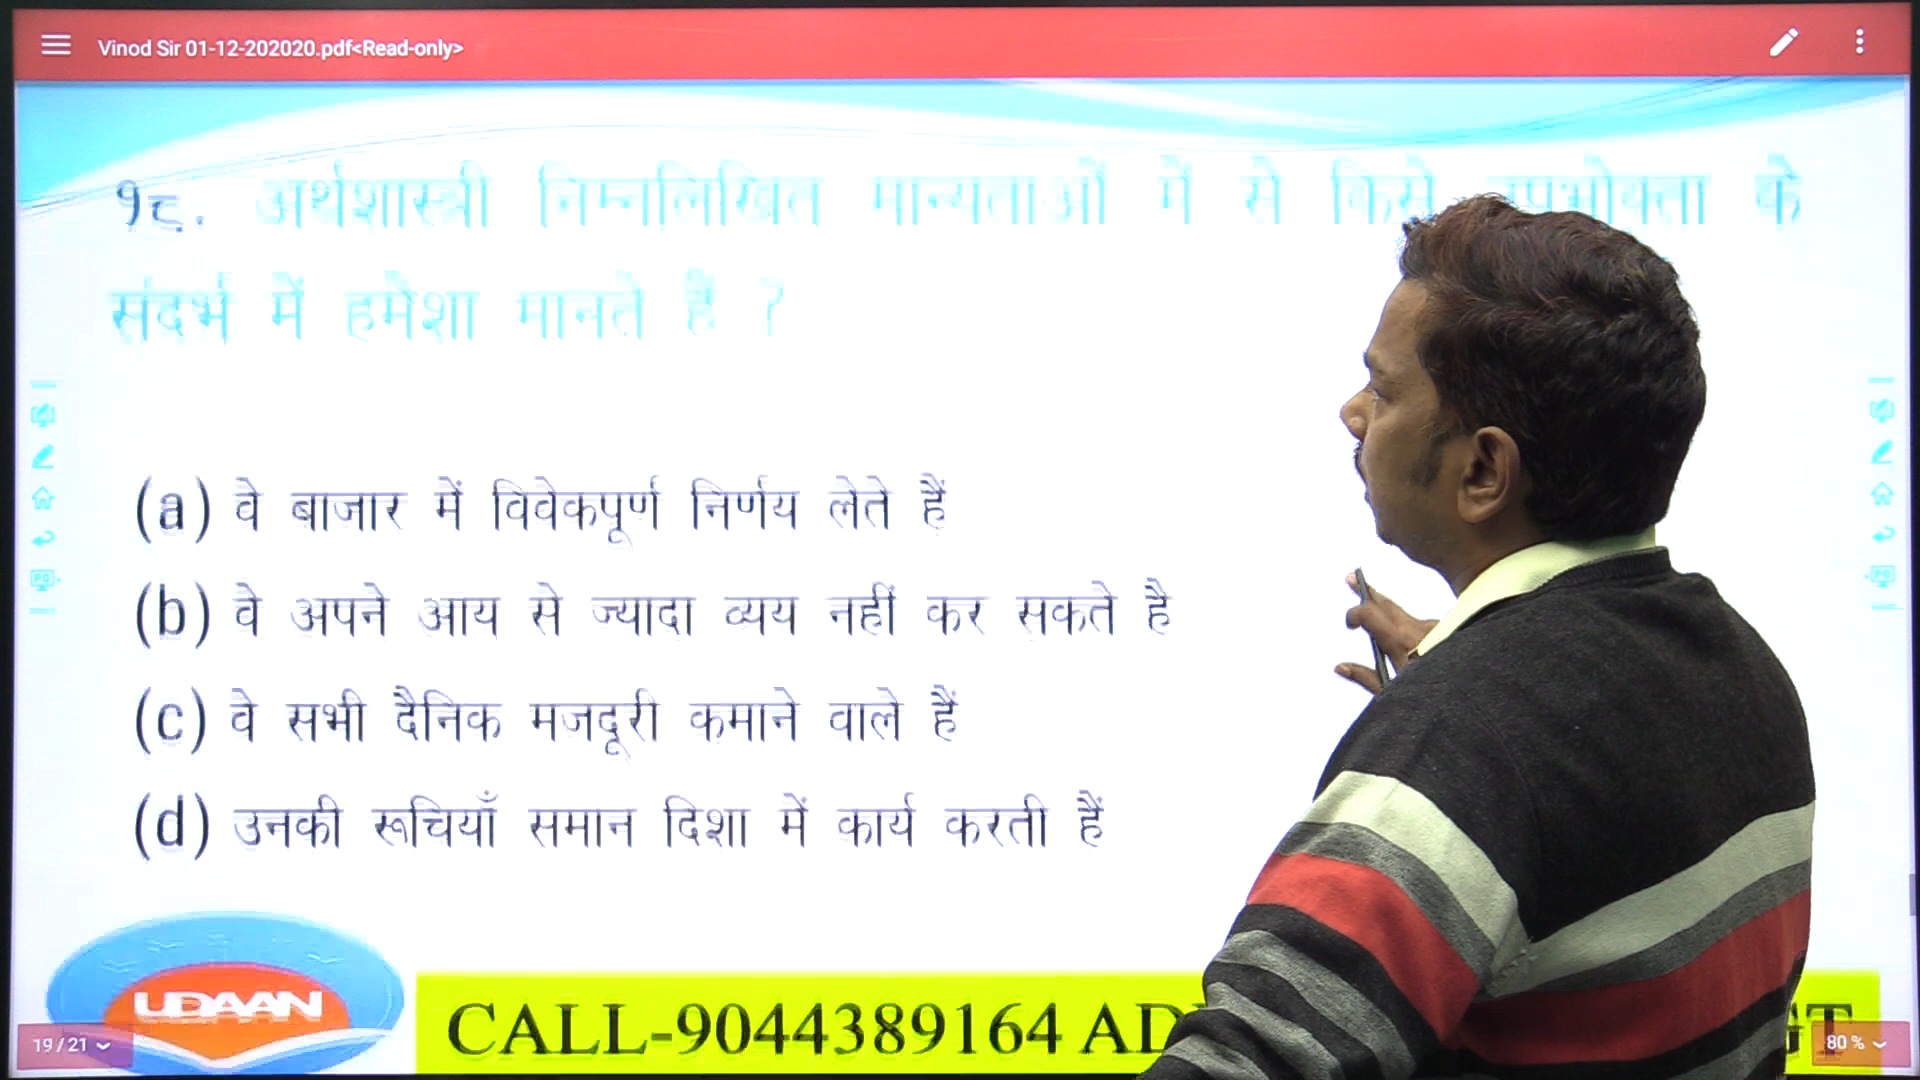 Vinod Sir 01-12-202020.pdf<Read-only>
१८. अर्थशास्त्री निम्नलिखित मान्यताओं में से किसे उपभोक्ता के
संदर्भ में हमेशा मानते हैं ?
(a) वे बाजार में विवेकपूर्ण निर्णय लेते हैं
(b) वे अपने आय से ज्यादा व्यय नहीं कर सकते है
(c) वे सभी दैनिक मजदूरी कमाने वाले हैं
(d) उनकी रूचियाँ समान दिशा में कार्य करती हैं
UDAAN
CALL-9044389164
19 / 21
80 %